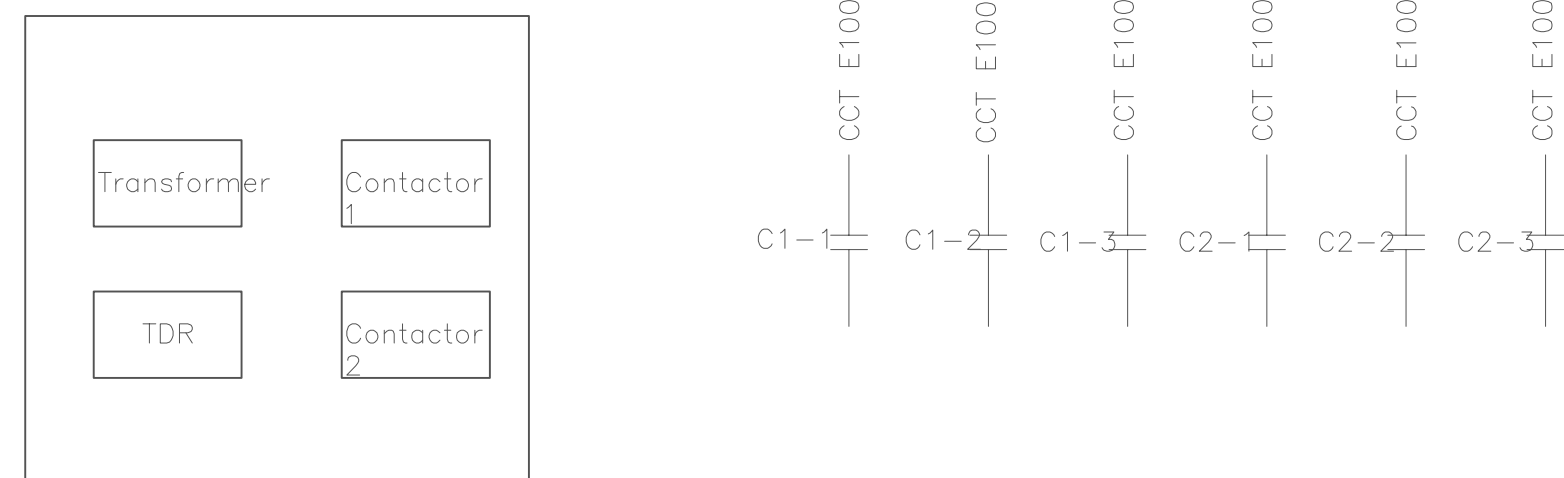 CCT E100
CCT E100
CCT E100
CCT E100
CCT E100
CCT E100
Transformer
Contactor
1
C1-1
C1-2
C1-3
C2-1
C2-2
C2-3
TDR
Contactor
2